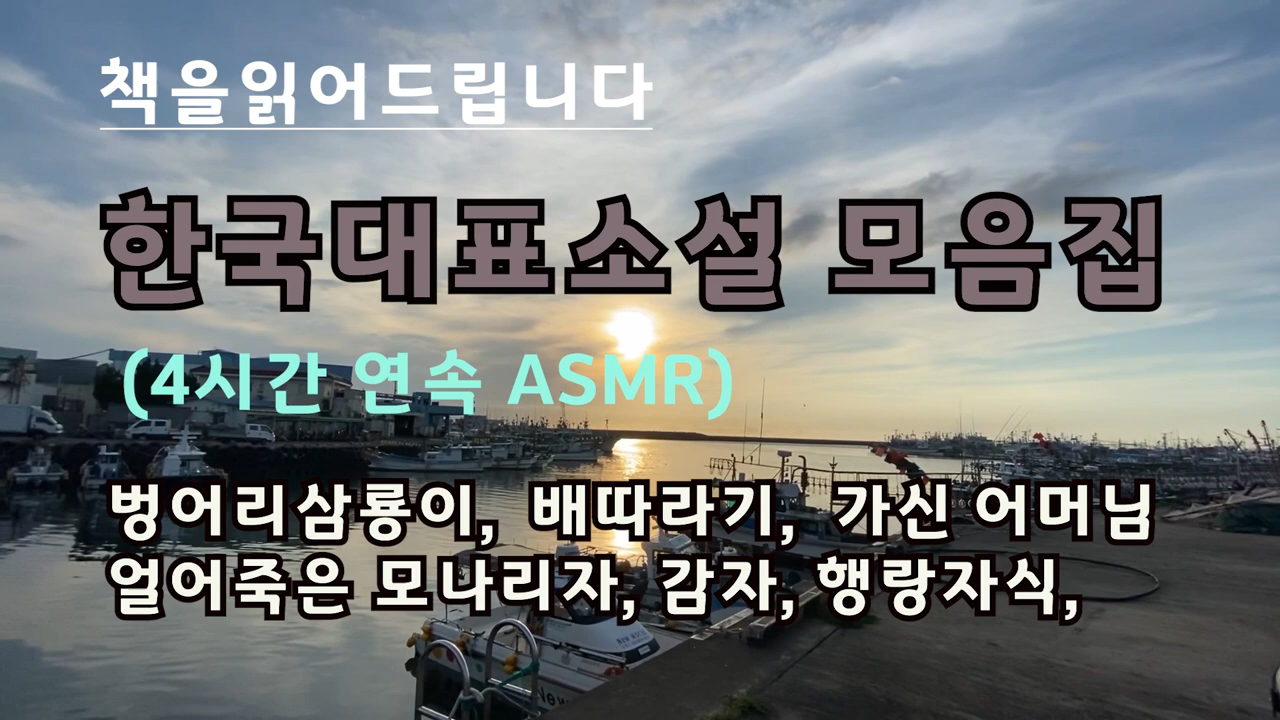 책을읽어드립니다
한국대표소설 모음집
(4시간 연속 ASMR)
벙어리삼룡이, 배따라기, 가신 어머님
얼어죽은 모나리자, 감자, 행랑자식,
New